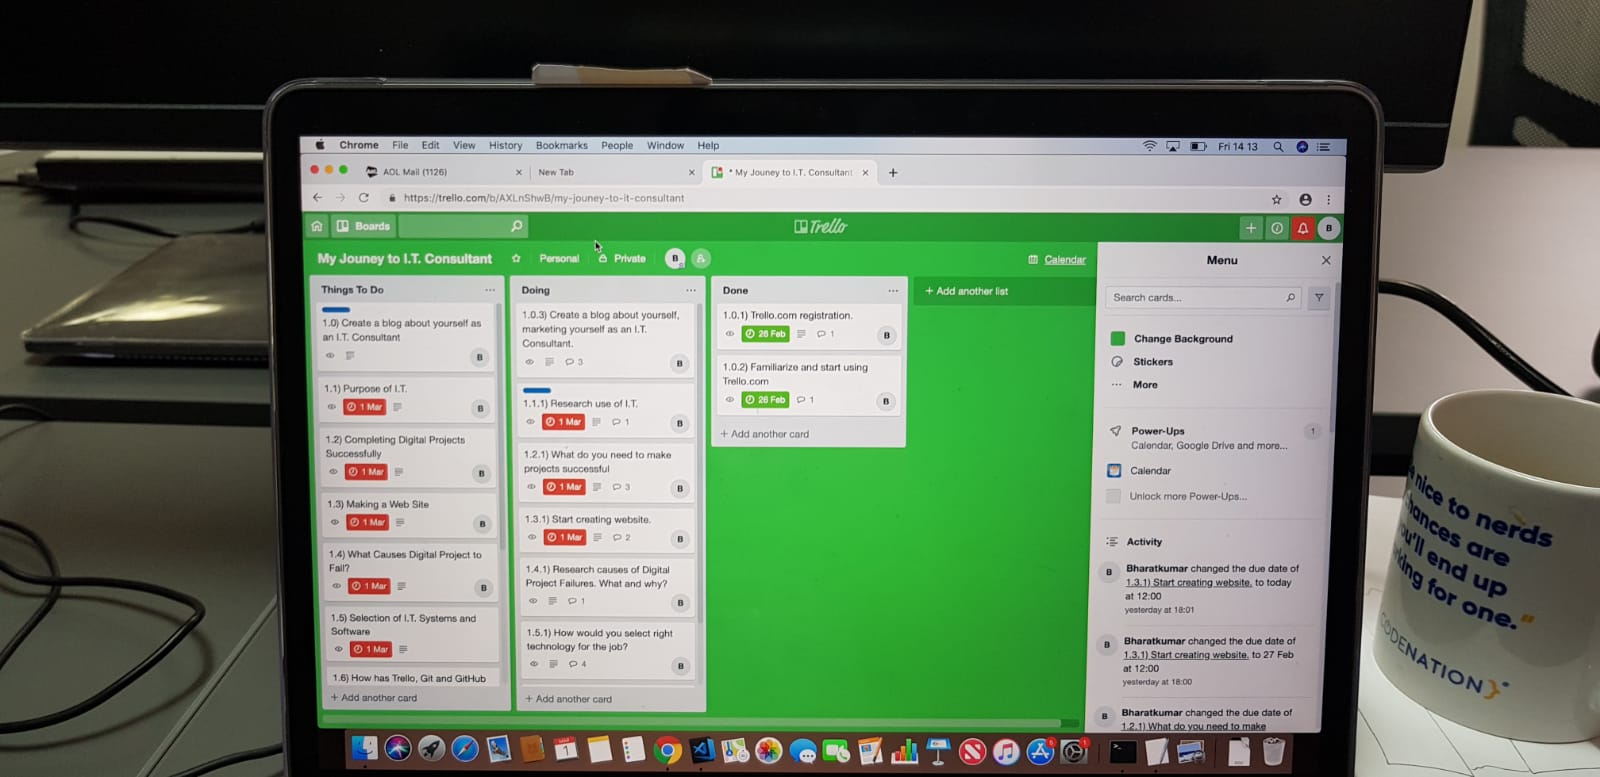 Chrome File Edit View History Bookmarks People Window Help Fri 14 13
AOL Mail (1126) New Tab * My Jouney to I.T. Consultant
https://trello.com/b/AXLnShwB/my-jouney-to-it-consultant
Boards Trello B
My Jouney to I.T. Consultant Personal Private B Calendar
Things To Do
1.0) Create a blog about yourself as
an I.T. Consultant
B
1.1) Purpose of I.T.
1 Mar B
1.2) Completing Digital Projects
Successfully
1 Mar B
1.3) Making a Web Site
1 Mar B
1.4) What Causes Digital Project to
Fail?
1 Mar B
1.5) Selection of I.T. Systems and
Software
1 Mar
1.6) How has Trello, Git and GitHub
+ Add another card
Doing
1.0.3) Create a blog about yourself,
marketing yourself as an I.T.
Consultant.
3 B
1.1.1) Research use of I.T.
1 Mar 1 B
1.2.1) What do you need to make
projects successful
1 Mar 3 B
1.3.1) Start creating website.
1 Mar 2 B
1.4.1) Research causes of Digital
Project Failures. What and why?
1 B
1.5.1) How would you select right
technology for the job?
4 B
+ Add another card
Done
1.0.1) Trello.com registration.
26 Feb 1 B
1.0.2) Familiarize and start using
Trello.com
26 Feb 1 B
+ Add another card
+ Add another list
Menu
Search cards...
Change Background
Stickers
More
Power-Ups 1
Calendar, Google Drive and more...
Calendar
Unlock more Power-Ups...
Activity
B Bharatkumar changed the due date of
1.3.1) Start creating website. to today
at 12:00
yesterday at 18:01
B Bharatkumar changed the due date of
1.3.1) Start creating website. to 27 Feb
at 12:00
yesterday at 18:00
B Bharatkumar changed the due date of
1.2.1) What do you need to make
nice to nerds
hances are
you'll end up
king for one."
CODENATION